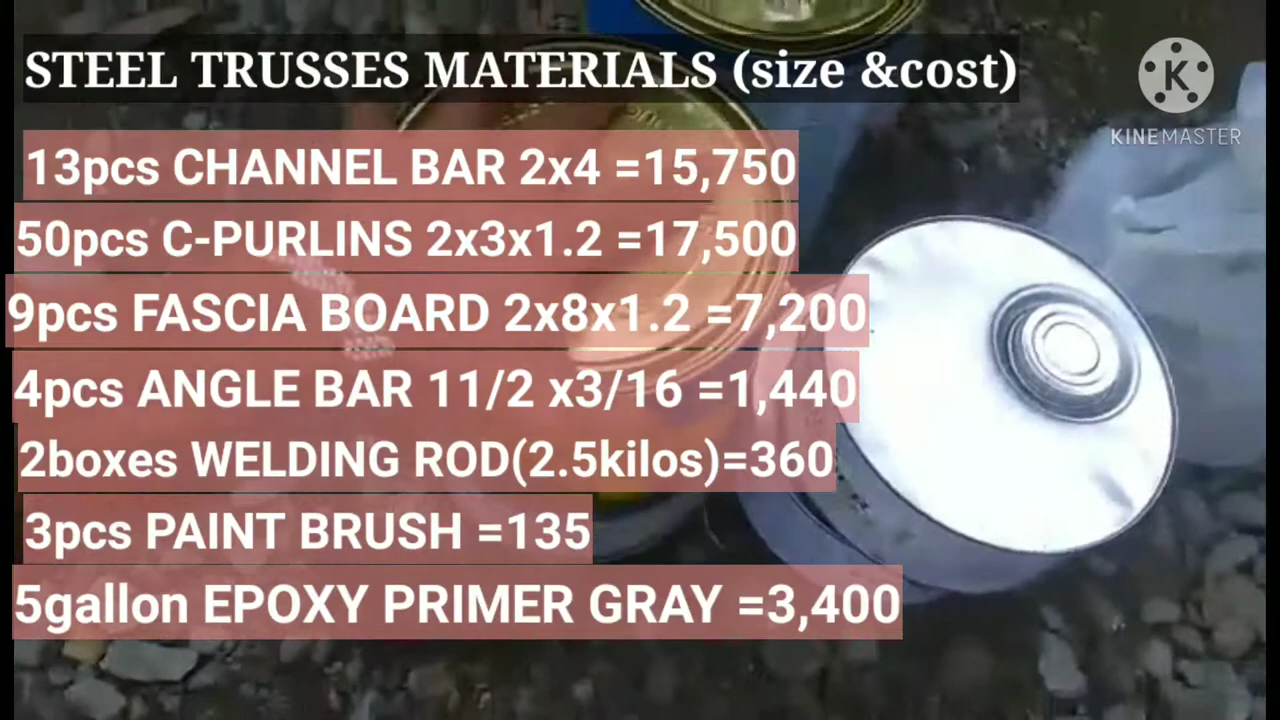 STEEL TRUSSES MATERIALS (size &cost)
KINEMASTER
13pcs CHANNEL BAR 2x4 =15,750
50pcs C-PURLINS 2x3x1.2 =17,500
9pcs FASCIA BOARD 2x8x1.2 =7,200
4pcs ANGLE BAR 11/2 x3/16 =1,440
2boxes WELDING ROD(2.5kilos)=360
3pcs PAINT BRUSH =135
5gallon EPOXY PRIMER GRAY =3,400